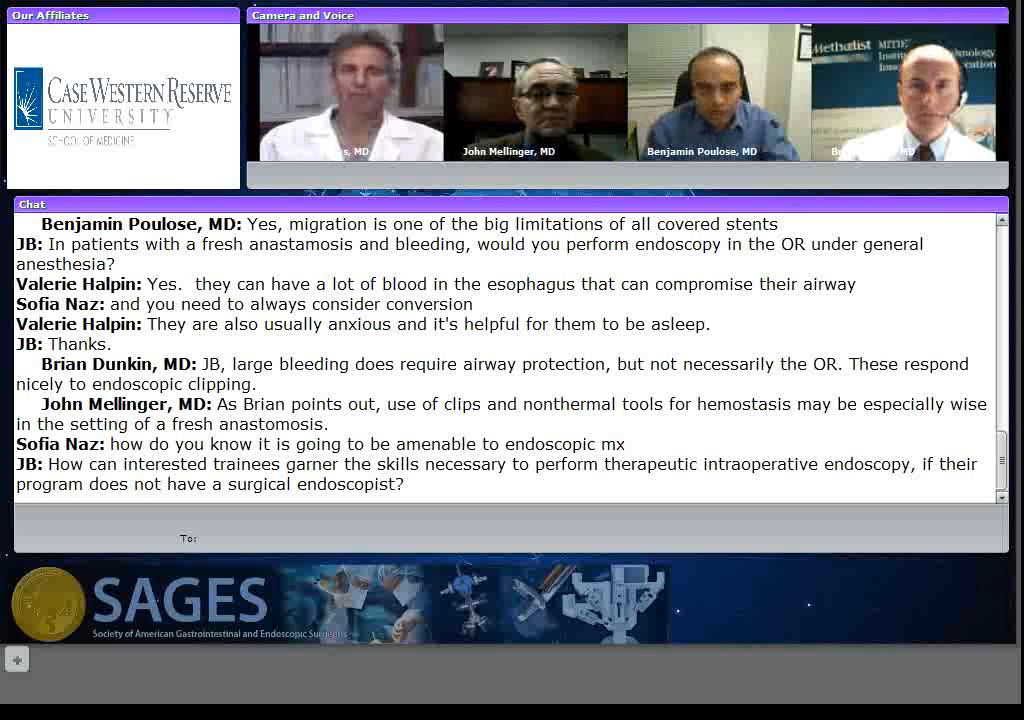 Our Affiliates
Camera and Voice
CASE WESTERN RESERVE
UNIVERSITY
SCHOOL OF MEDICINE
Methodist MITIE
, MD
John Mellinger, MD
Benjamin Poulose, MD
Chat
Benjamin Poulose, MD: Yes, migration is one of the big limitations of all covered stents
JB: In patients with a fresh anastamosis and bleeding, would you perform endoscopy in the OR under general
anesthesia?
Valerie Halpin: Yes. they can have a lot of blood in the esophagus that can compromise their airway
Sofia Naz: and you need to always consider conversion
Valerie Halpin: They are also usually anxious and it's helpful for them to be asleep.
JB: Thanks.
Brian Dunkin, MD: JB, large bleeding does require airway protection, but not necessarily the OR. These respond
nicely to endoscopic clipping.
John Mellinger, MD: As Brian points out, use of clips and nonthermal tools for hemostasis may be especially wise
in the setting of a fresh anastomosis.
Sofia Naz: how do you know it is going to be amenable to endoscopic mx
JB: How can interested trainees garner the skills necessary to perform therapeutic intraoperative endoscopy, if their
program does not have a surgical endoscopist?
To:
SAGES
Society of American Gastrointestinal and Endoscopic Surgeons